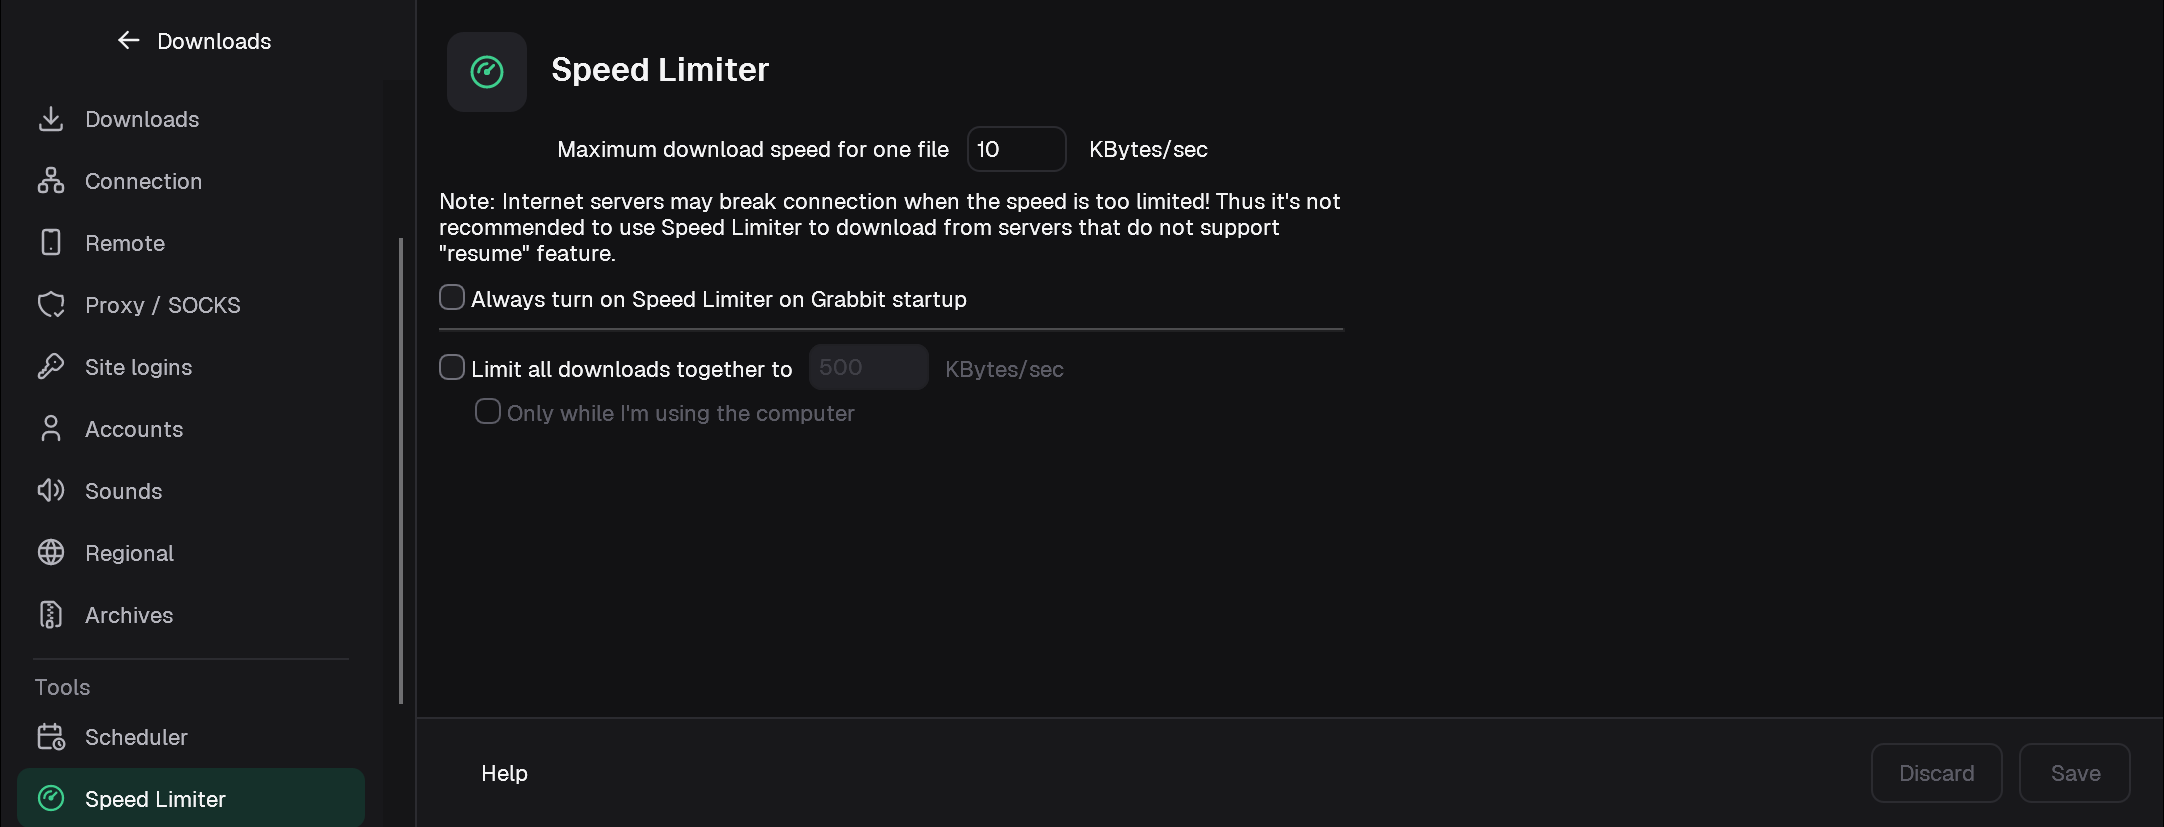 Downloads
Downloads
Connection
Remote
Proxy / SOCKS
Site logins
Accounts
Sounds
Regional
Archives
Tools
Scheduler
Speed Limiter
Speed Limiter
Maximum download speed for one file 10 KBytes/sec
Note: Internet servers may break connection when the speed is too limited! Thus it's not
recommended to use Speed Limiter to download from servers that do not support
"resume" feature.
Always turn on Speed Limiter on Grabbit startup
Limit all downloads together to 500 KBytes/sec
Only while I'm using the computer
Help
Discard
Save